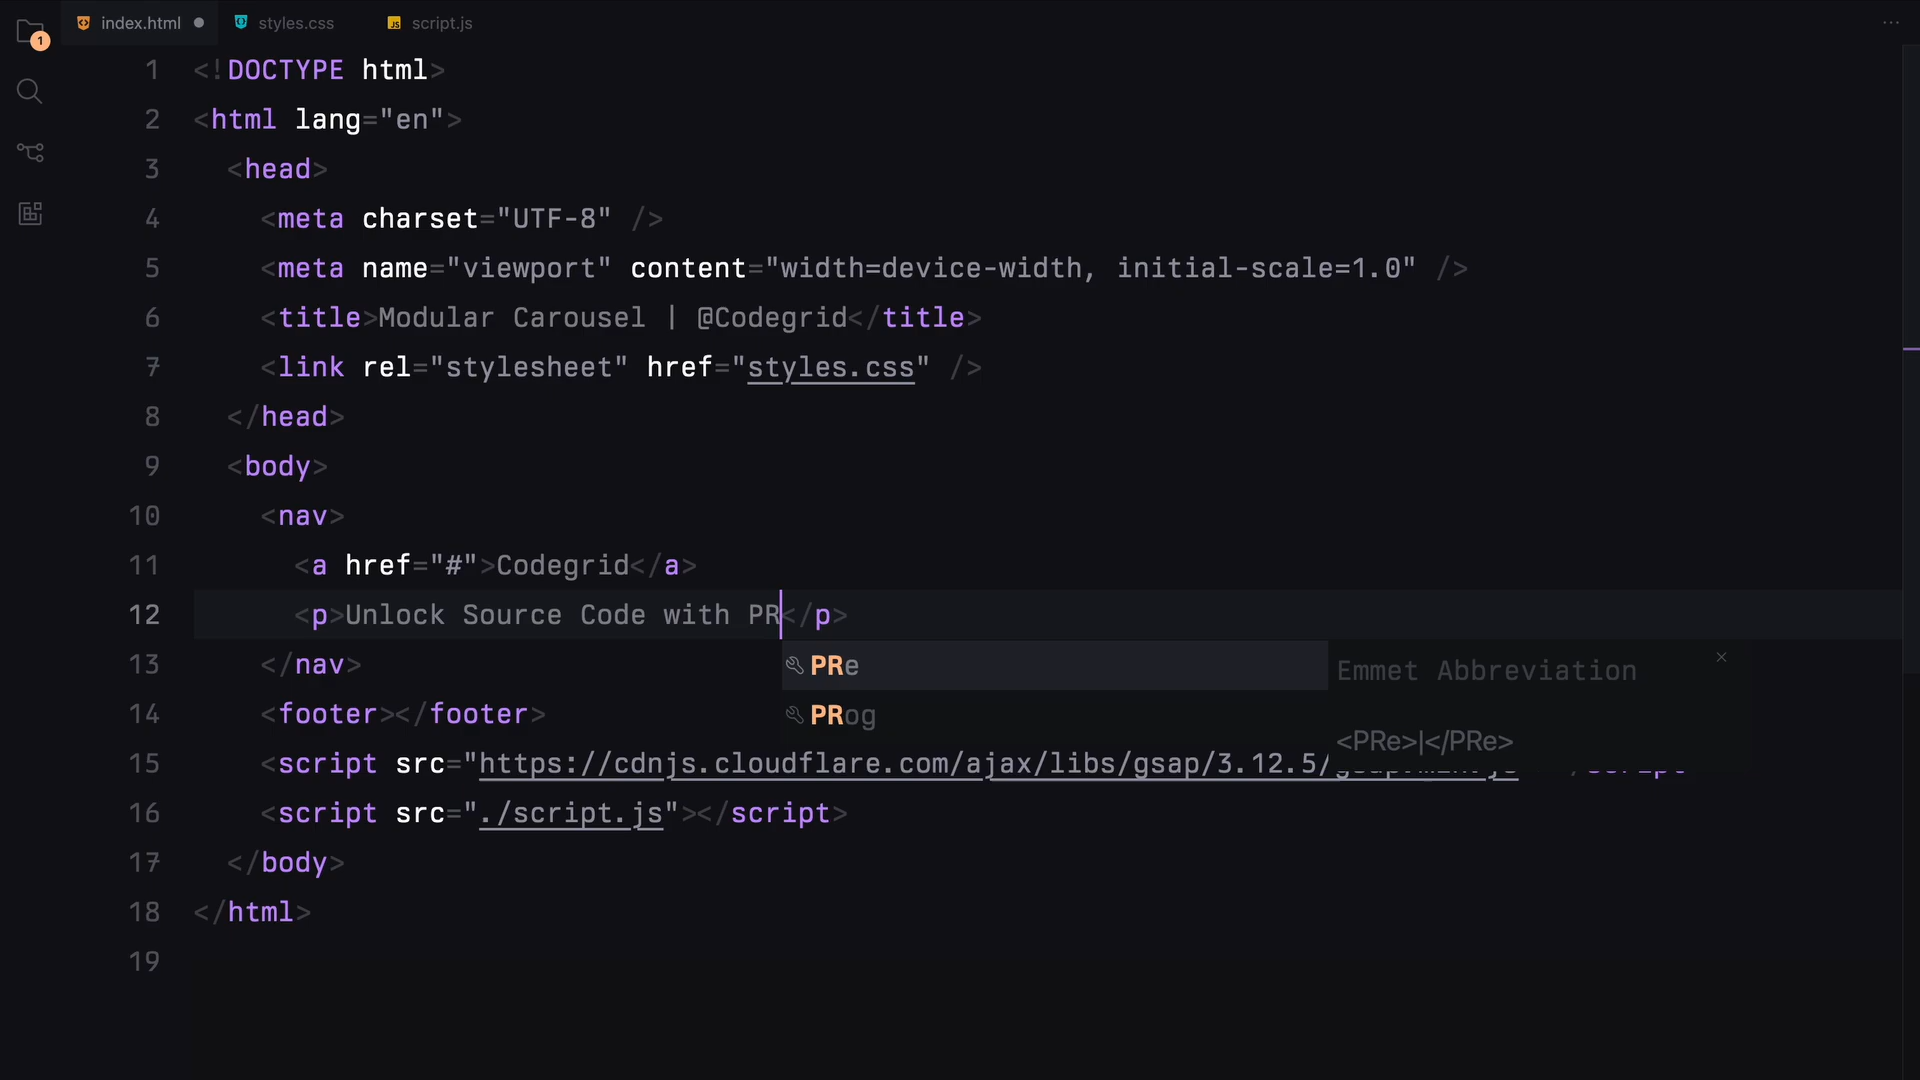 1
index.html
styles.css
JS script.js
1 <!DOCTYPE html>
2 <html lang="en">
3 <head>
4 <meta charset="UTF-8" />
5 <meta name="viewport" content="width=device-width, initial-scale=1.0" />
6 <title>Modular Carousel | @Codegrid</title>
7 <link rel="stylesheet" href="styles.css" />
8 </head>
9 <body>
10 <nav>
11 <a href="#">Codegrid</a>
12 <p>Unlock Source Code with PR</p>
13 </nav>
PRe
Emmet Abbreviation
14 <footer></footer>
PRog
<PRe>|</PRe>
15 <script src="https://cdnjs.cloudflare.com/ajax/libs/gsap/3.12.5/
16 <script src="./script.js"></script>
17 </body>
18 </html>
19